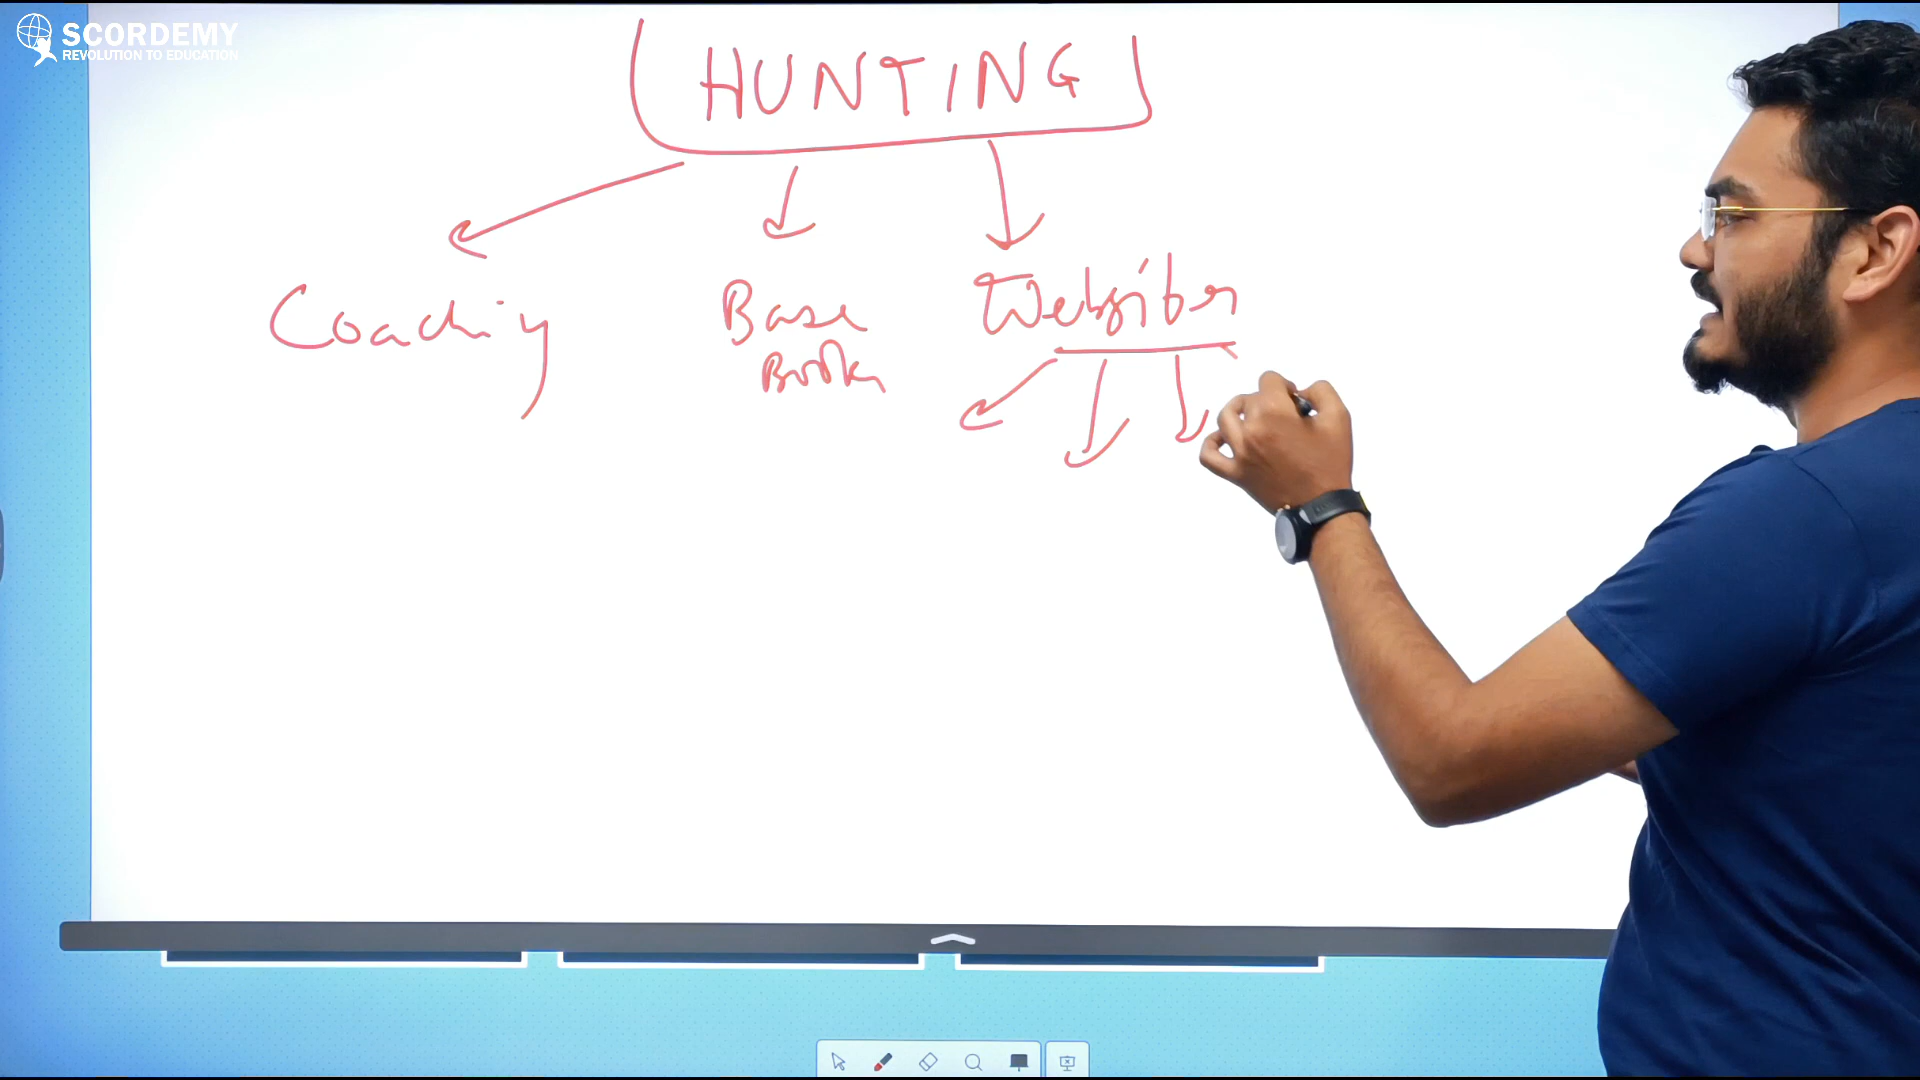 SCORDEMY
REVOLUTION TO EDUCATION
HUNTING
Coaching
Base
Books
Websites